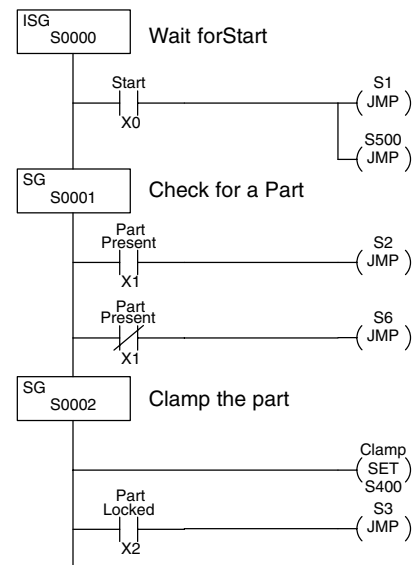 ISG
S0000
Wait forStart
Start
X0
S1
JMP
S500
JMP
SG
S0001
Check for a Part
Part
Present
X1
S2
JMP
Part
Present
X1
S6
JMP
SG
S0002
Clamp the part
Clamp
SET
S400
Part
Locked
X2
S3
JMP